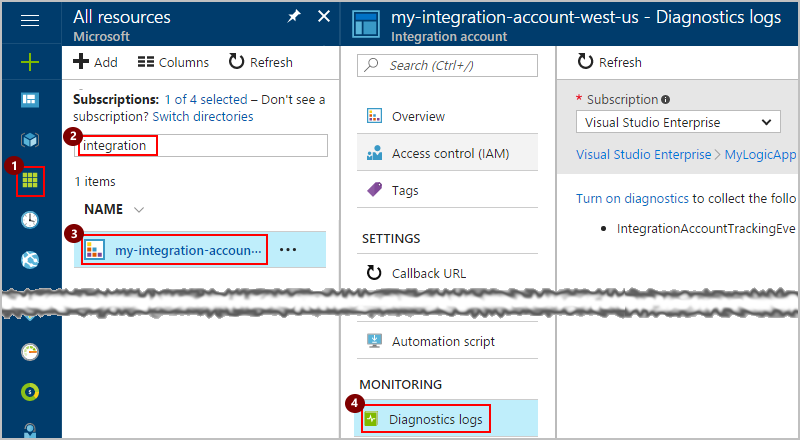 All resources
Microsoft
Add
Columns
Refresh
Subscriptions: 1 of 4 selected – Don't see a
subscription? Switch directories
2
integration
1
1 items
NAME
3
my-integration-accoun...
my-integration-account-west-us - Diagnostics logs
Integration account
Search (Ctrl+/)
Overview
Access control (IAM)
Tags
SETTINGS
Callback URL
Automation script
MONITORING
4
Diagnostics logs
Refresh
* Subscription
Visual Studio Enterprise
Visual Studio Enterprise > MyLogicApp
Turn on diagnostics to collect the follo
• IntegrationAccountTrackingEve